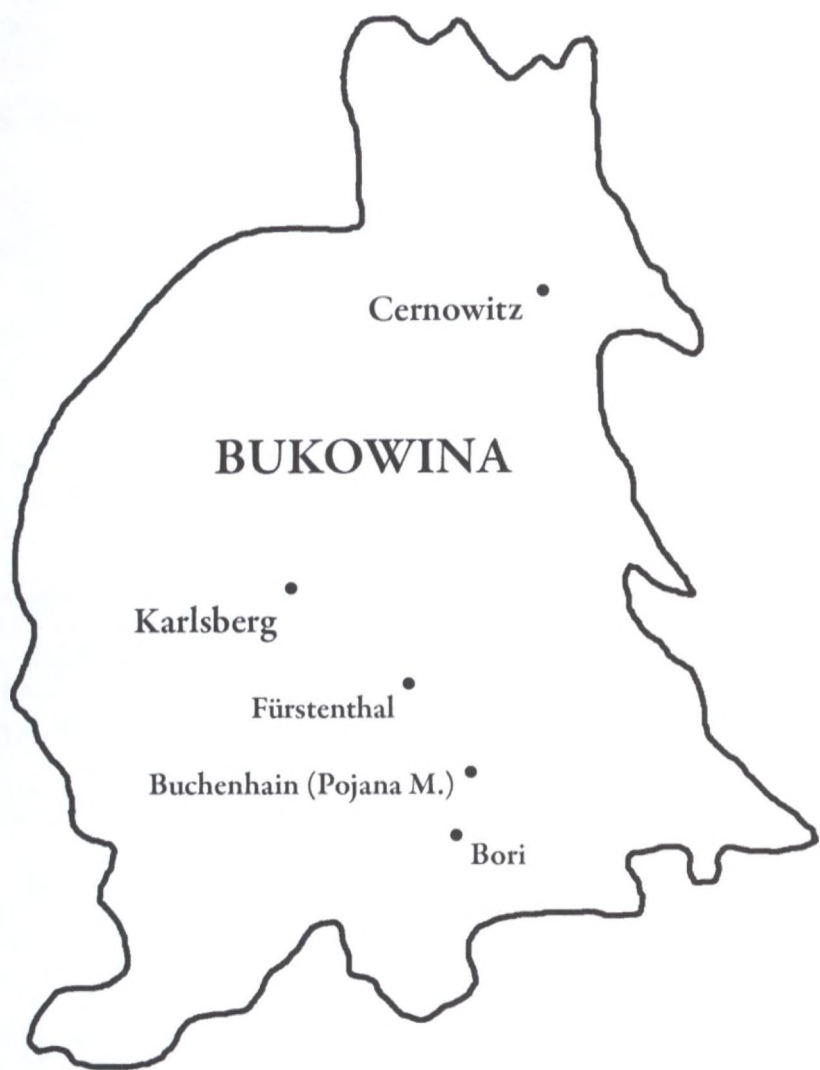 Cernowitz
BUKOWINA
Karlsberg
Fürstenthal
Buchenhain (Pojana M.)
Bori